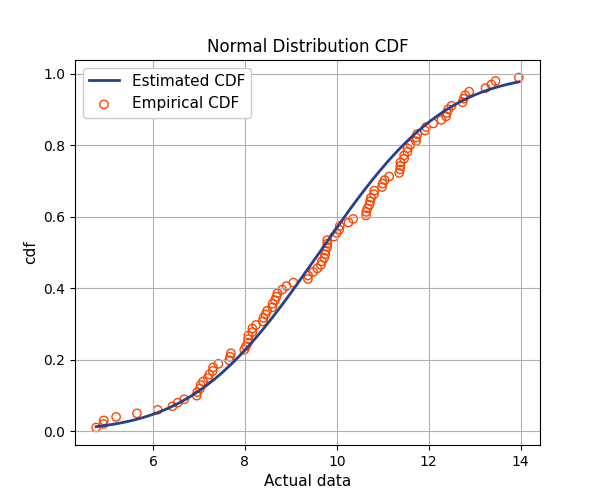 Normal Distribution CDF
Estimated CDF
Empirical CDF
cdf
1.0
0.8
0.6
0.4
0.2
0.0
6
8
10
12
14
Actual data